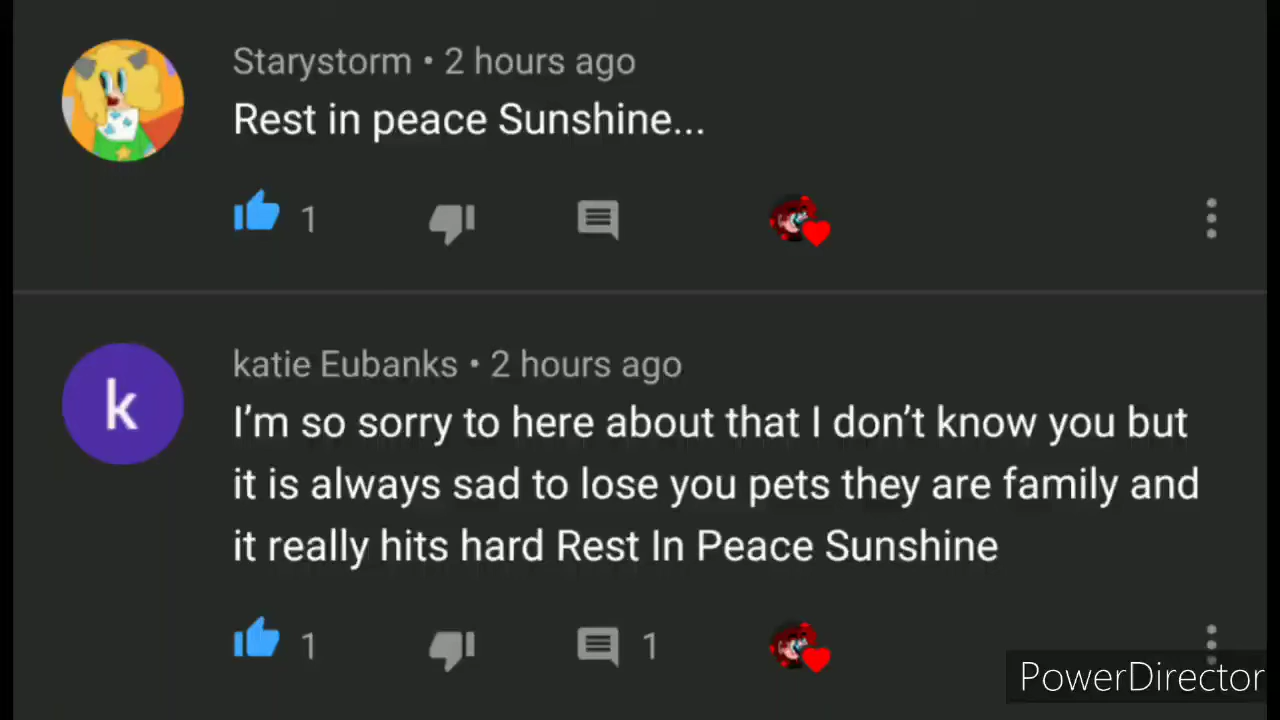 Starystorm • 2 hours ago
Rest in peace Sunshine...
1
k
katie Eubanks • 2 hours ago
I'm so sorry to here about that I don't know you but
it is always sad to lose you pets they are family and
it really hits hard Rest In Peace Sunshine
1 1
PowerDirector